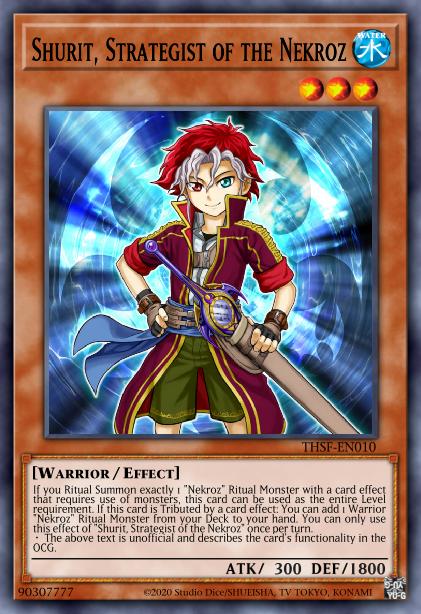 Shurit, Strategist of the Nekroz
WATER
水
THSF-EN010
[Warrior / Effect]
If you Ritual Summon exactly 1 "Nekroz" Ritual Monster with a card effect
that requires use of monsters, this card can be used as the entire Level
requirement. If this card is Tributed by a card effect: You can add 1 Warrior
"Nekroz" Ritual Monster from your Deck to your hand. You can only use
this effect of "Shurit, Strategist of the Nekroz" once per turn.
· The above text is unofficial and describes the card's functionality in the
OCG.
ATK/ 300 DEF/1800
90307777
©2020 Studio Dice/SHUEISHA, TV TOKYO, KONAMI